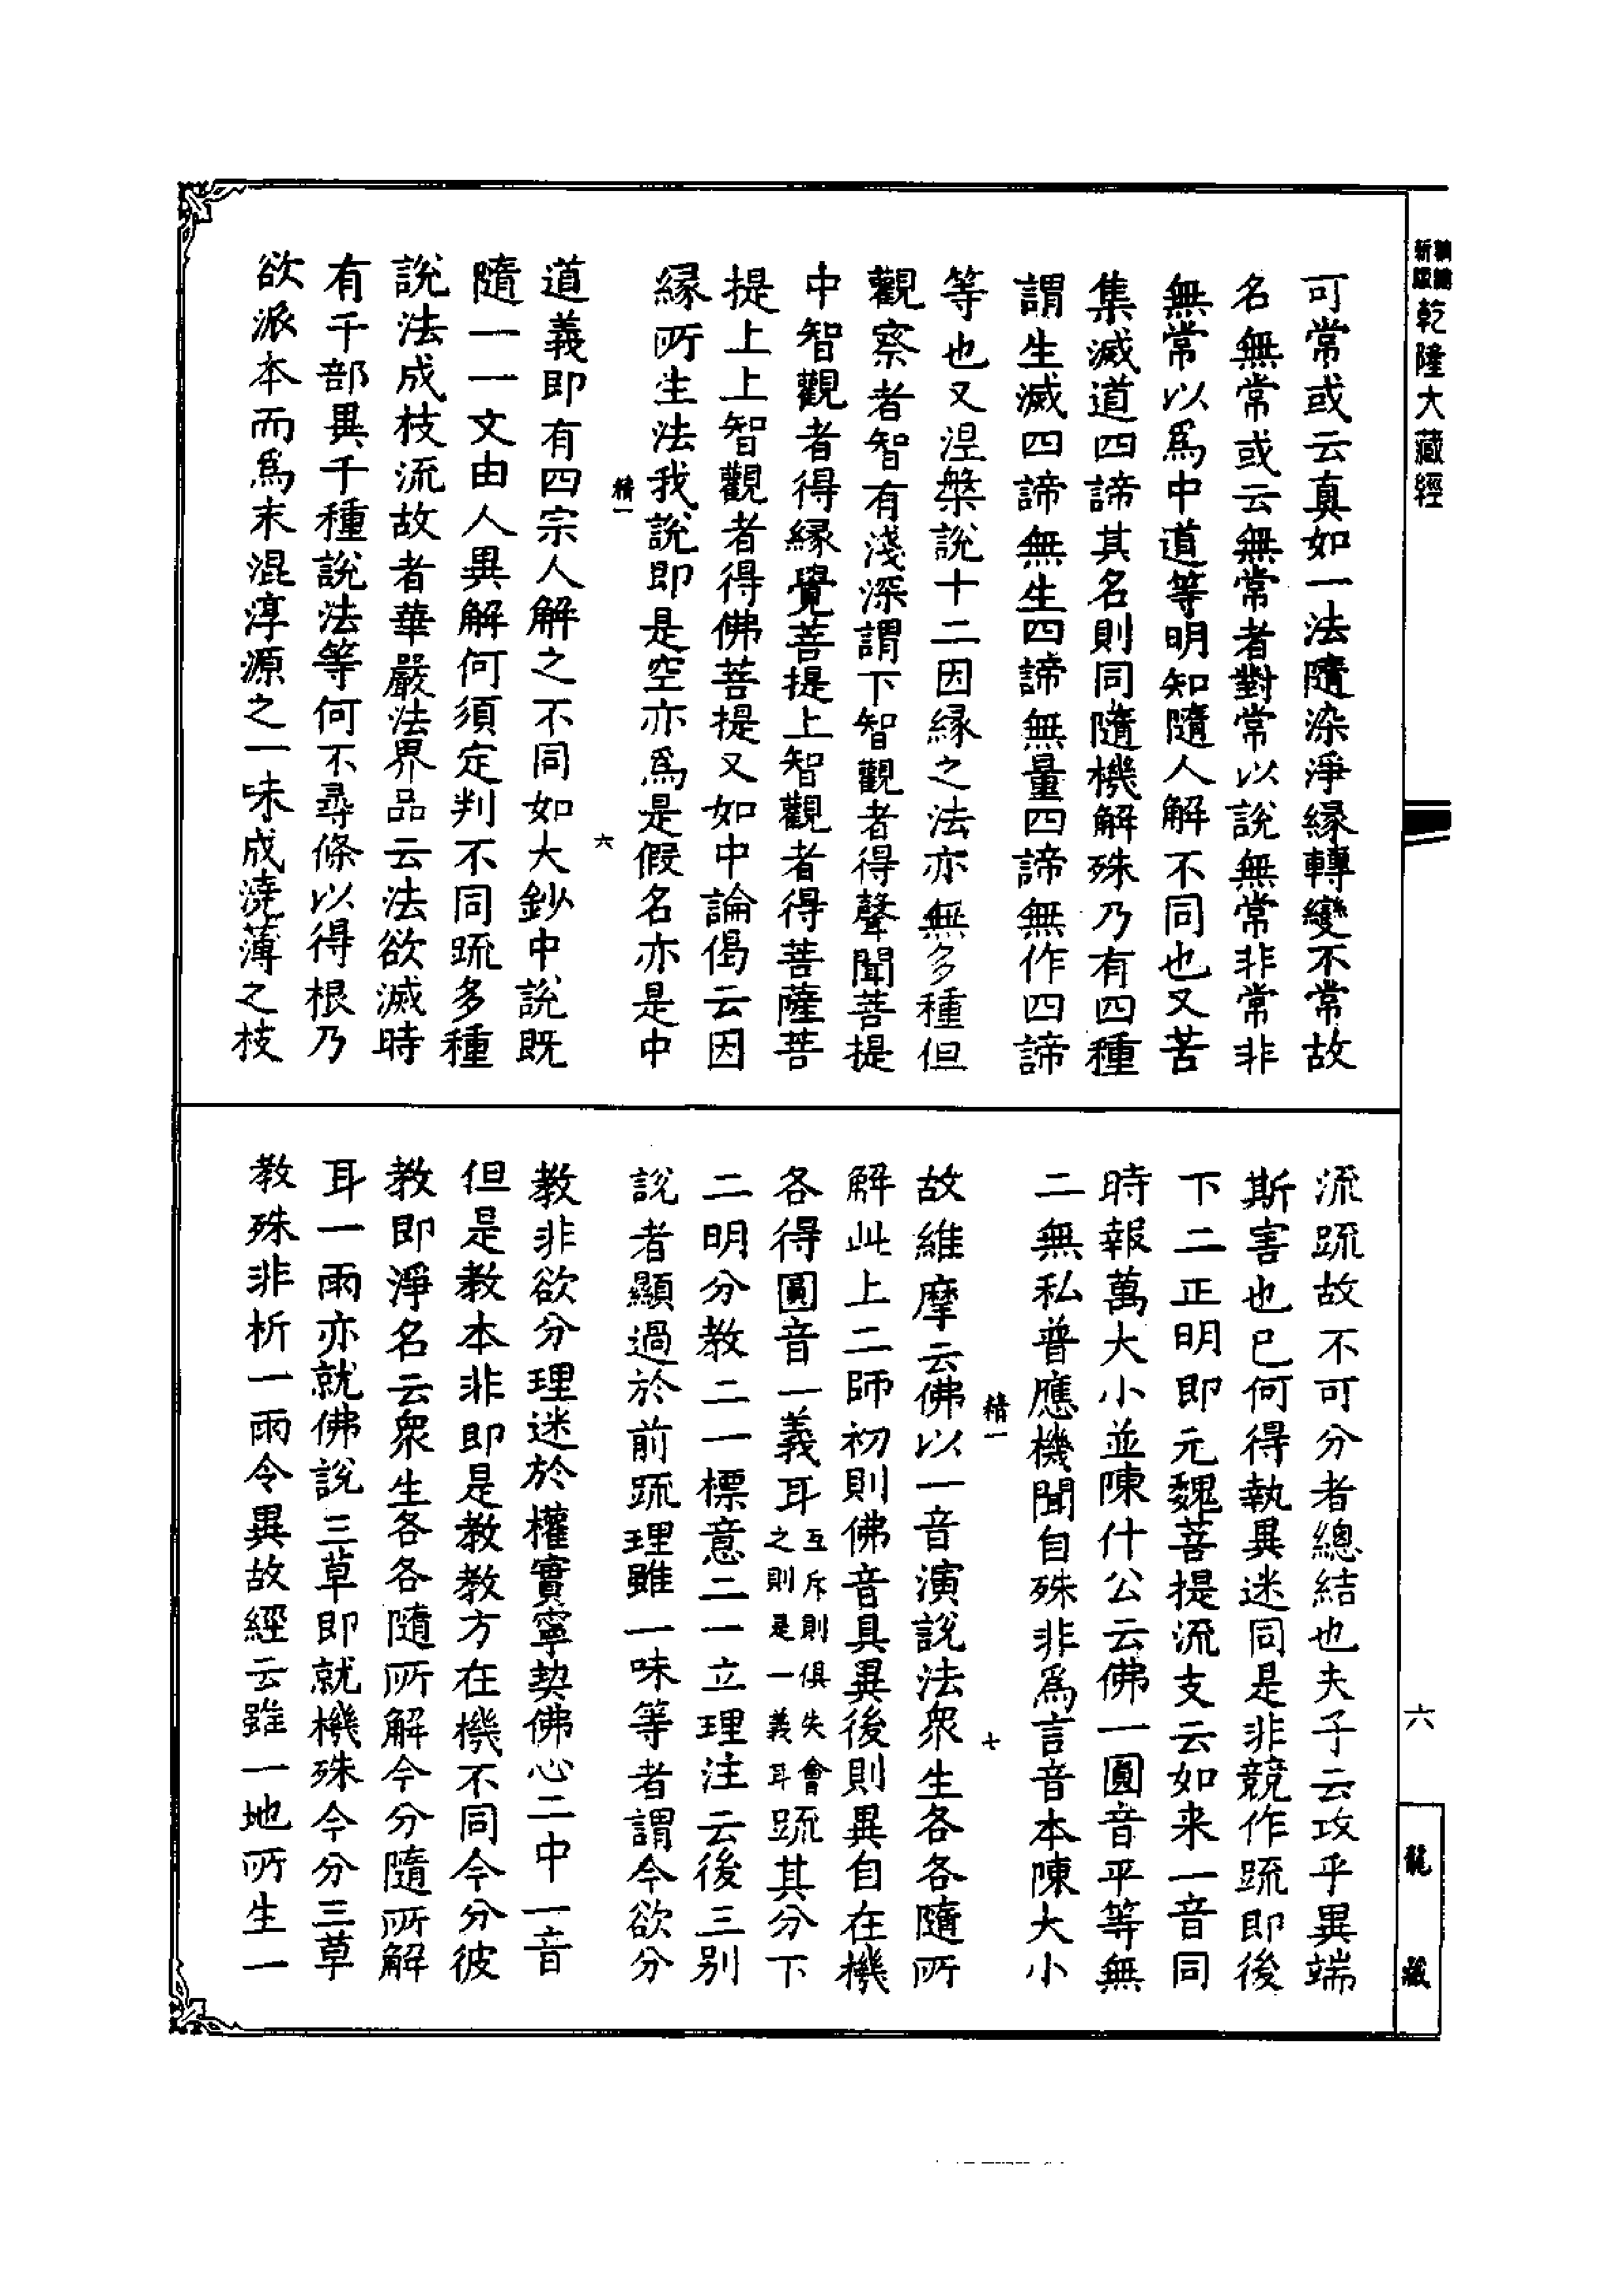 新編縮版乾隆大藏經
可常或云真如一法隨染淨緣轉變不常故
名無常或云無常者對常以說無常非常非
無常以爲中道等明知隨人解不同也又苦
集滅道四諦其名則同隨機解殊乃有四種
謂生滅四諦無生四諦無量四諦無作四諦
等也又涅槃說十二因緣之法亦無多種但
觀察者智有淺深謂下智觀者得聲聞菩提
中智觀者得緣覺菩提上智觀者得菩薩菩
提上上智觀者得佛菩提又如中論偈云因
緣所生法我說即是空亦爲是假名亦是中
精一 六
道義即有四宗人解之不同如大鈔中說既
隨一一文由人異解何須定判不同䟽多種
說法成枝流故者華嚴法界品云法欲滅時
有千部異千種說法等何不尋條以得根乃
欲派本而爲末混淳源之一味成澆薄之枝
流䟽故不可分者總結也夫子云攻乎異端
斯害也已何得執異迷同是非競作䟽即後
下二正明即元魏菩提流支云如来一音同
時報萬大小並陳什公云佛一圓音平等無
二無私普應機聞自殊非爲言音本陳大小
精一 七
故維摩云佛以一音演說法衆生各各隨所
解此上二師初則佛音具異後則異自在機
各得圓音一義耳互斥則俱失會之則是一義耳䟽其分下
二明分教二一標意二一立理注云後三別
說者顯過於前䟽理雖一味等者謂今欲分
教非欲分理迷於權實寧契佛心二中一音
但是教本非即是教教方在機不同今分彼
教即淨名云衆生各各隨所解今分隨所解
耳一雨亦就佛說三草即就機殊今分三草
教殊非析一雨令異故經云雖一地所生一
六
龍藏